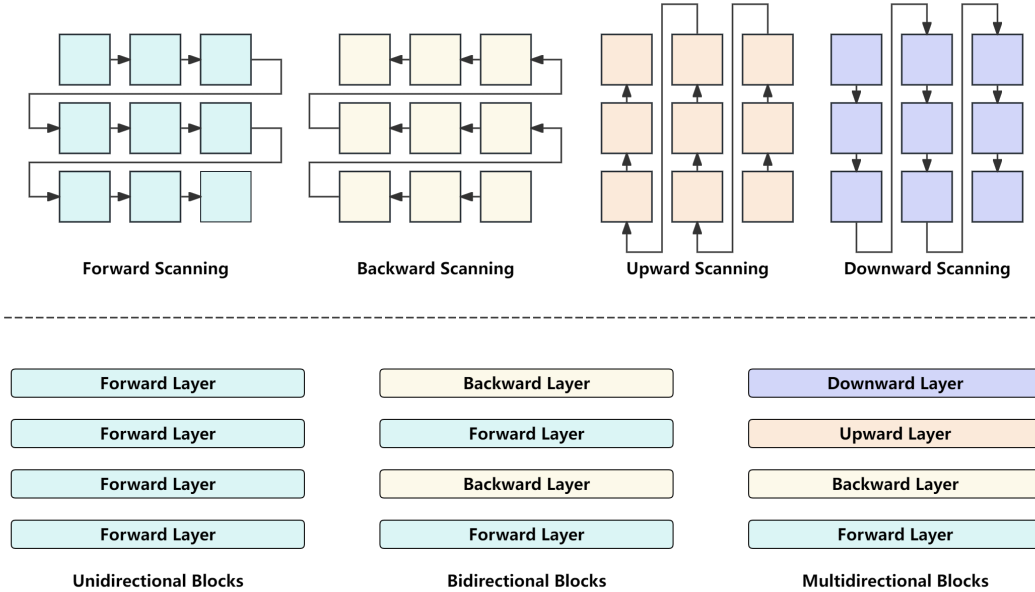 Forward Scanning
Backward Scanning
Upward Scanning
Downward Scanning
Forward Layer
Forward Layer
Forward Layer
Forward Layer
Unidirectional Blocks
Backward Layer
Forward Layer
Backward Layer
Forward Layer
Bidirectional Blocks
Downward Layer
Upward Layer
Backward Layer
Forward Layer
Multidirectional Blocks